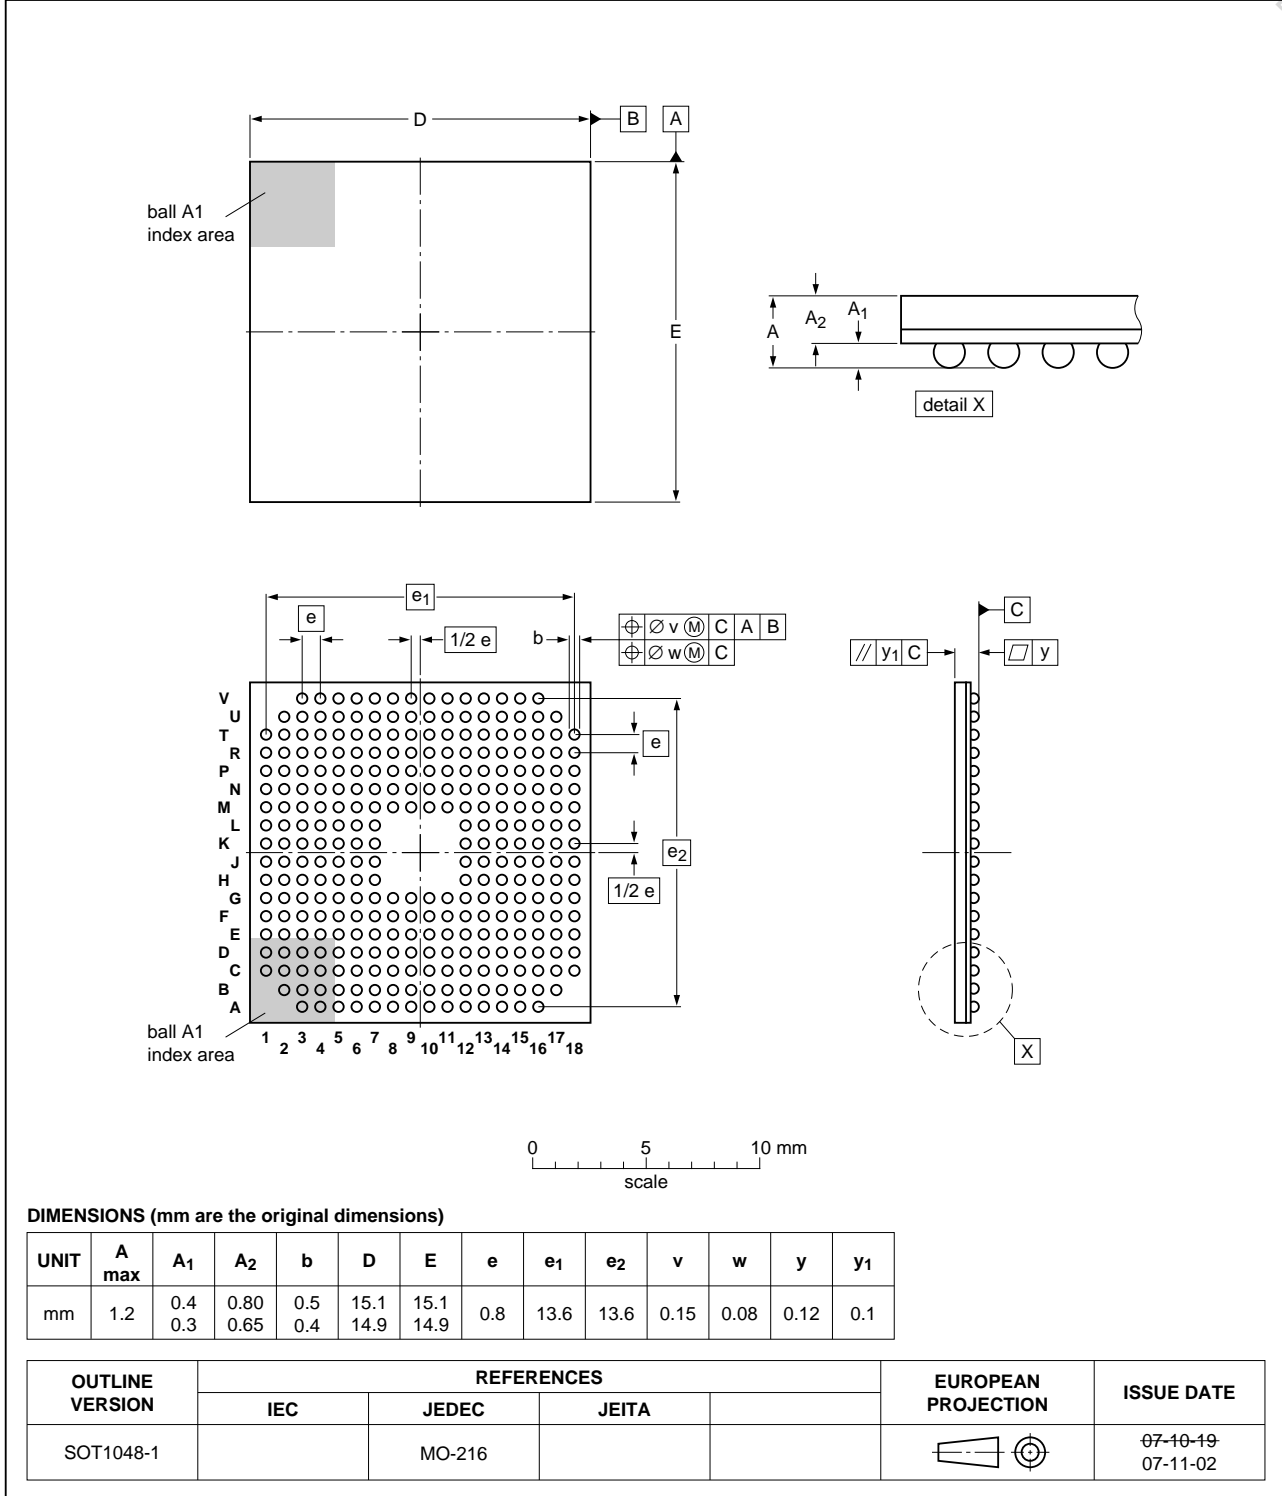 D
B
A
ball A1
index area
E
A
A2
A1
detail X
e1
e
1/2 e
b
Ø v M C A B
Ø w M C
C
// y1 C
y
V
U
T
R
P
N
M
L
K
J
H
G
F
E
D
C
B
A
e
e2
1/2 e
ball A1
index area
1 2 3 4 5 6 7 8 9 10 11 12 13 14 15 16 17 18
X
0 5 10 mm
scale
DIMENSIONS (mm are the original dimensions)
UNIT A max A1 A2 b D E e e1 e2 v w y y1
mm 1.2 0.4 0.3 0.80 0.65 0.5 0.4 15.1 14.9 15.1 14.9 0.8 13.6 13.6 0.15 0.08 0.12 0.1
OUTLINE VERSION REFERENCES EUROPEAN PROJECTION ISSUE DATE
IEC JEDEC JEITA
SOT1048-1 MO-216 07-10-19
07-11-02